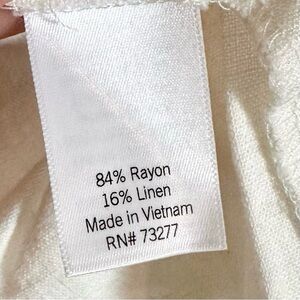 84% Rayon
16% Linen
Made in Vietnam
RN# 73277